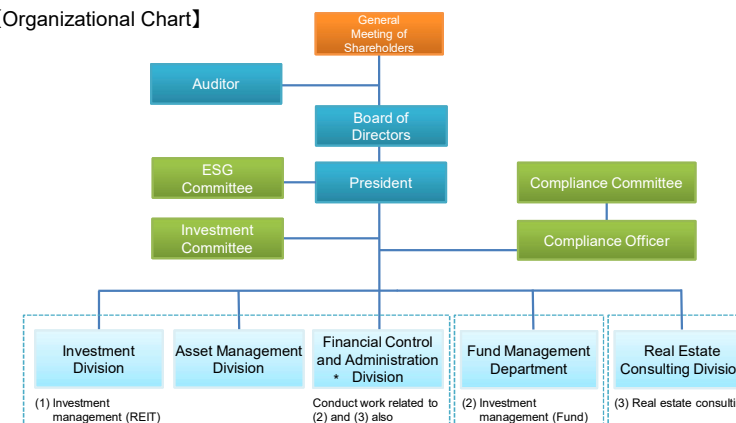 Organizational Chart】
General
Meeting of
Shareholders
Auditor
Board of
Directors
ESG
Committee
President
Compliance Committee
Investment
Committee
Compliance Officer
Investment
Division
Asset Management
Division
Financial Control
and Administration
* Division
Fund Management
Department
Real Estate
Consulting
(1) Investment
management (REIT)
Conduct work related to
(2) and (3) also
(2) Investment
management (Fund)
(3) Real estate